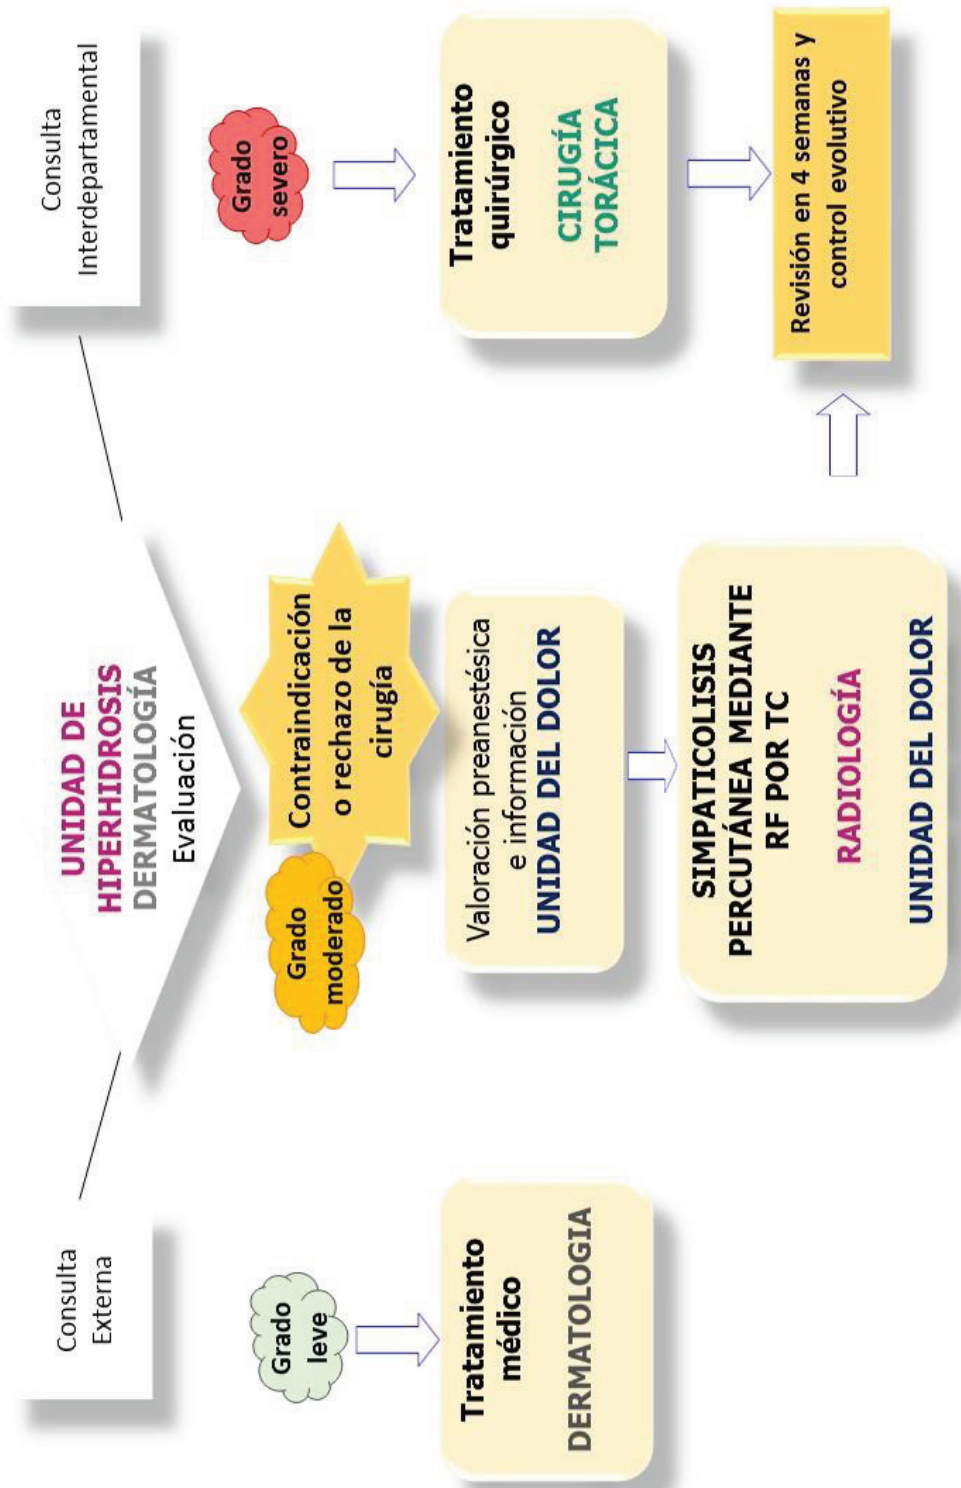 Consulta
Externa
UNIDAD DE
HIPERHIDROSIS
DERMATOLOGÍA
Evaluación
Consulta
Interdepartamental
Grado
leve
Tratamiento
médico
DERMATOLOGIA
Grado
moderado
Contraindicación
o rechazo de la
cirugía
Valoración preanestésica
e información
UNIDAD DEL DOLOR
SIMPATICOLISIS
PERCUTÁNEA MEDIANTE
RF POR TC
RADIOLOGÍA
UNIDAD DEL DOLOR
Grado
severo
Tratamiento
quirúrgico
CIRUGÍA
TORÁCICA
Revisión en 4 semanas y
control evolutivo